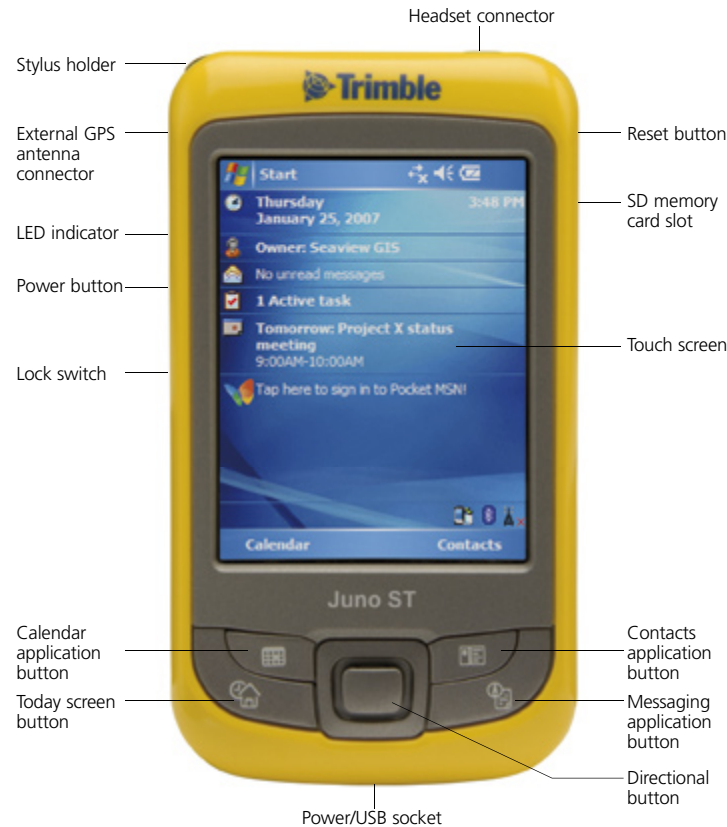 Headset connector
Stylus holder
External GPS
antenna
connector
LED indicator
Power button
Lock switch
Calendar
application
button
Today screen
button
Trimble
Start
Thursday 3:48 PM
January 25, 2007
Owner: Seaview GIS
No unread messages
1 Active task
Tomorrow: Project X status
meeting
9:00AM-10:00AM
Tap here to sign in to Pocket MSN!
Calendar Contacts
Juno ST
Reset button
SD memory
card slot
Touch screen
Contacts
application
button
Messaging
application
button
Directional
button
Power/USB socket